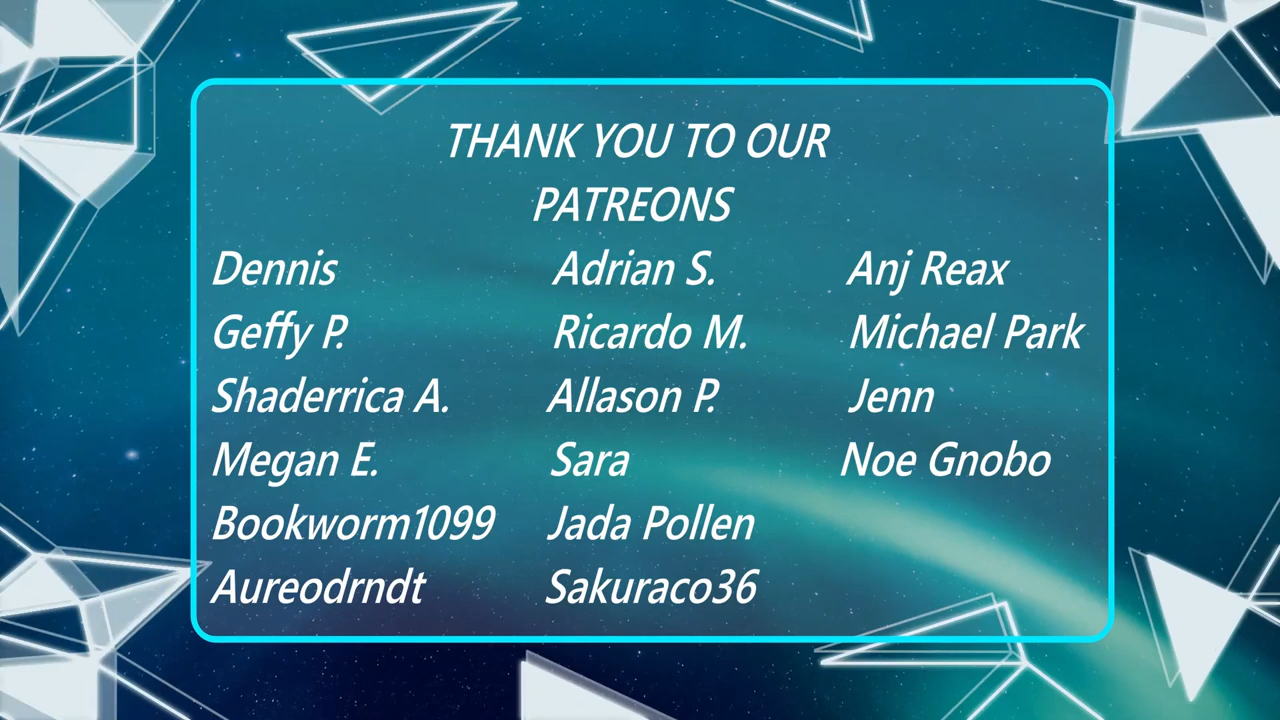 THANK YOU TO OUR
PATREONS
Dennis Adrian S. Anj Reax
Geffy P. Ricardo M. Michael Park
Shaderrica A. Allason P. Jenn
Megan E. Sara Noe Gnobo
Bookworm1099 Jada Pollen
Aureodrndt Sakuraco36